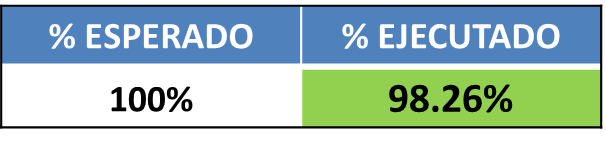 % ESPERADO % EJECUTADO
100% 98.26%